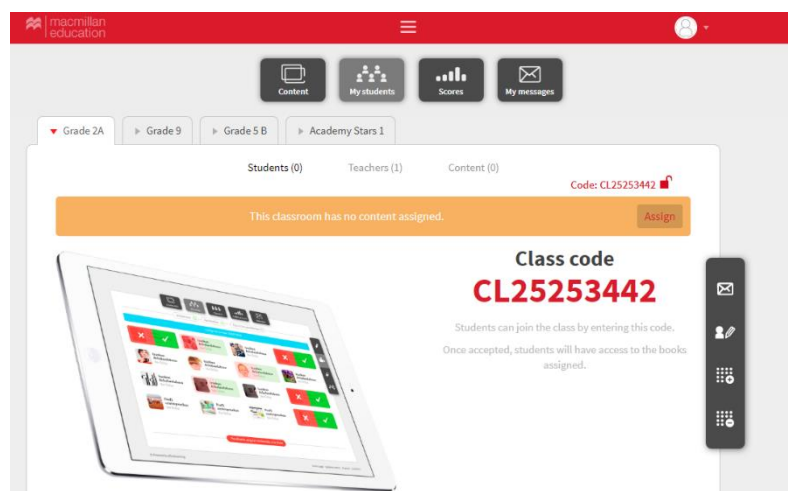 macmillan
education
Content
My students
Scores
My messages
Grade 2A
Grade 9
Grade 5 B
Academy Stars 1
Students (0)
Teachers (1)
Content (0)
Code: CL25253442
This classroom has no content assigned.
Assign
Class code
CL25253442
Students can join the class by entering this code.
Once accepted, students will have access to the books
assigned.